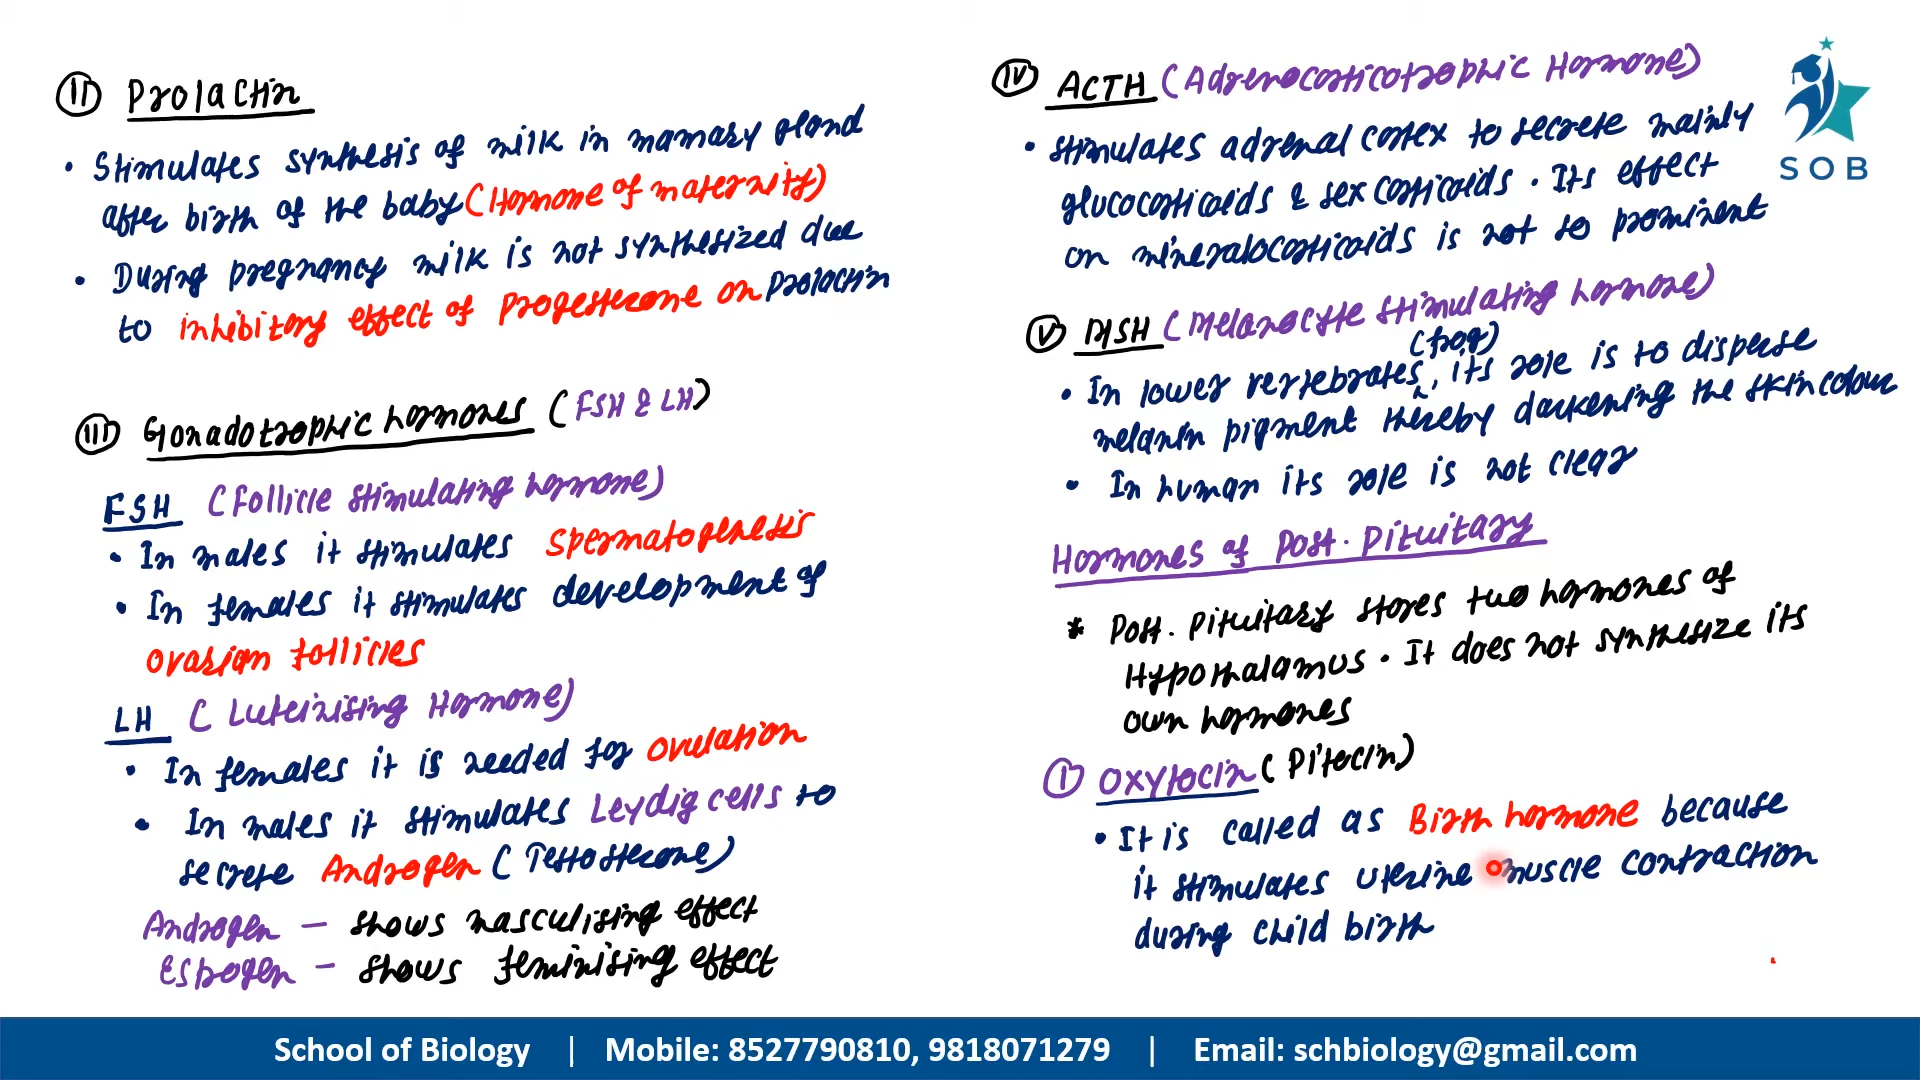 II Prolactin
• Stimulates synthesis of milk in mamary gland
after birth of the baby (Hormone of maternity)
• During pregnancy milk is not synthesized due
to inhibitory effect of progesterone on prolactin
III Gonadotrophic hormones (FSH & LH)
FSH (Follicle stimulating hormone)
• In males it stimulates spermatogenesis
• In females it stimulates development of
ovarian follicles
LH (Luteinising Hormone)
• In females it is needed for ovulation
• In males it stimulates Leydig cells to
secrete Androgen (Testosterone)
Androgen — shows masculising effect
Estrogen — shows feminising effect
IV ACTH (Adrenocorticotrophic Hormone)
• Stimulates adrenal cortex to secrete mainly
glucocorticoids & sex corticoids. Its effect
on mineralocorticoids is not so prominent
V MSH (Melanocyte stimulating hormone)
(frog)
• In lower vertebrates, its role is to disperse
melanin pigment thereby darkening the skin colour
• In human its role is not clear
Hormones of Post. Pituitary
* Post. pituitary stores two hormones of
Hypothalamus. It does not synthesize its
own hormones
I Oxytocin (Pitocin)
• It is called as Birth hormone because
it stimulates uterine muscle contraction
during child birth
SOB
School of Biology | Mobile: 8527790810, 9818071279 | Email: schbiology@gmail.com